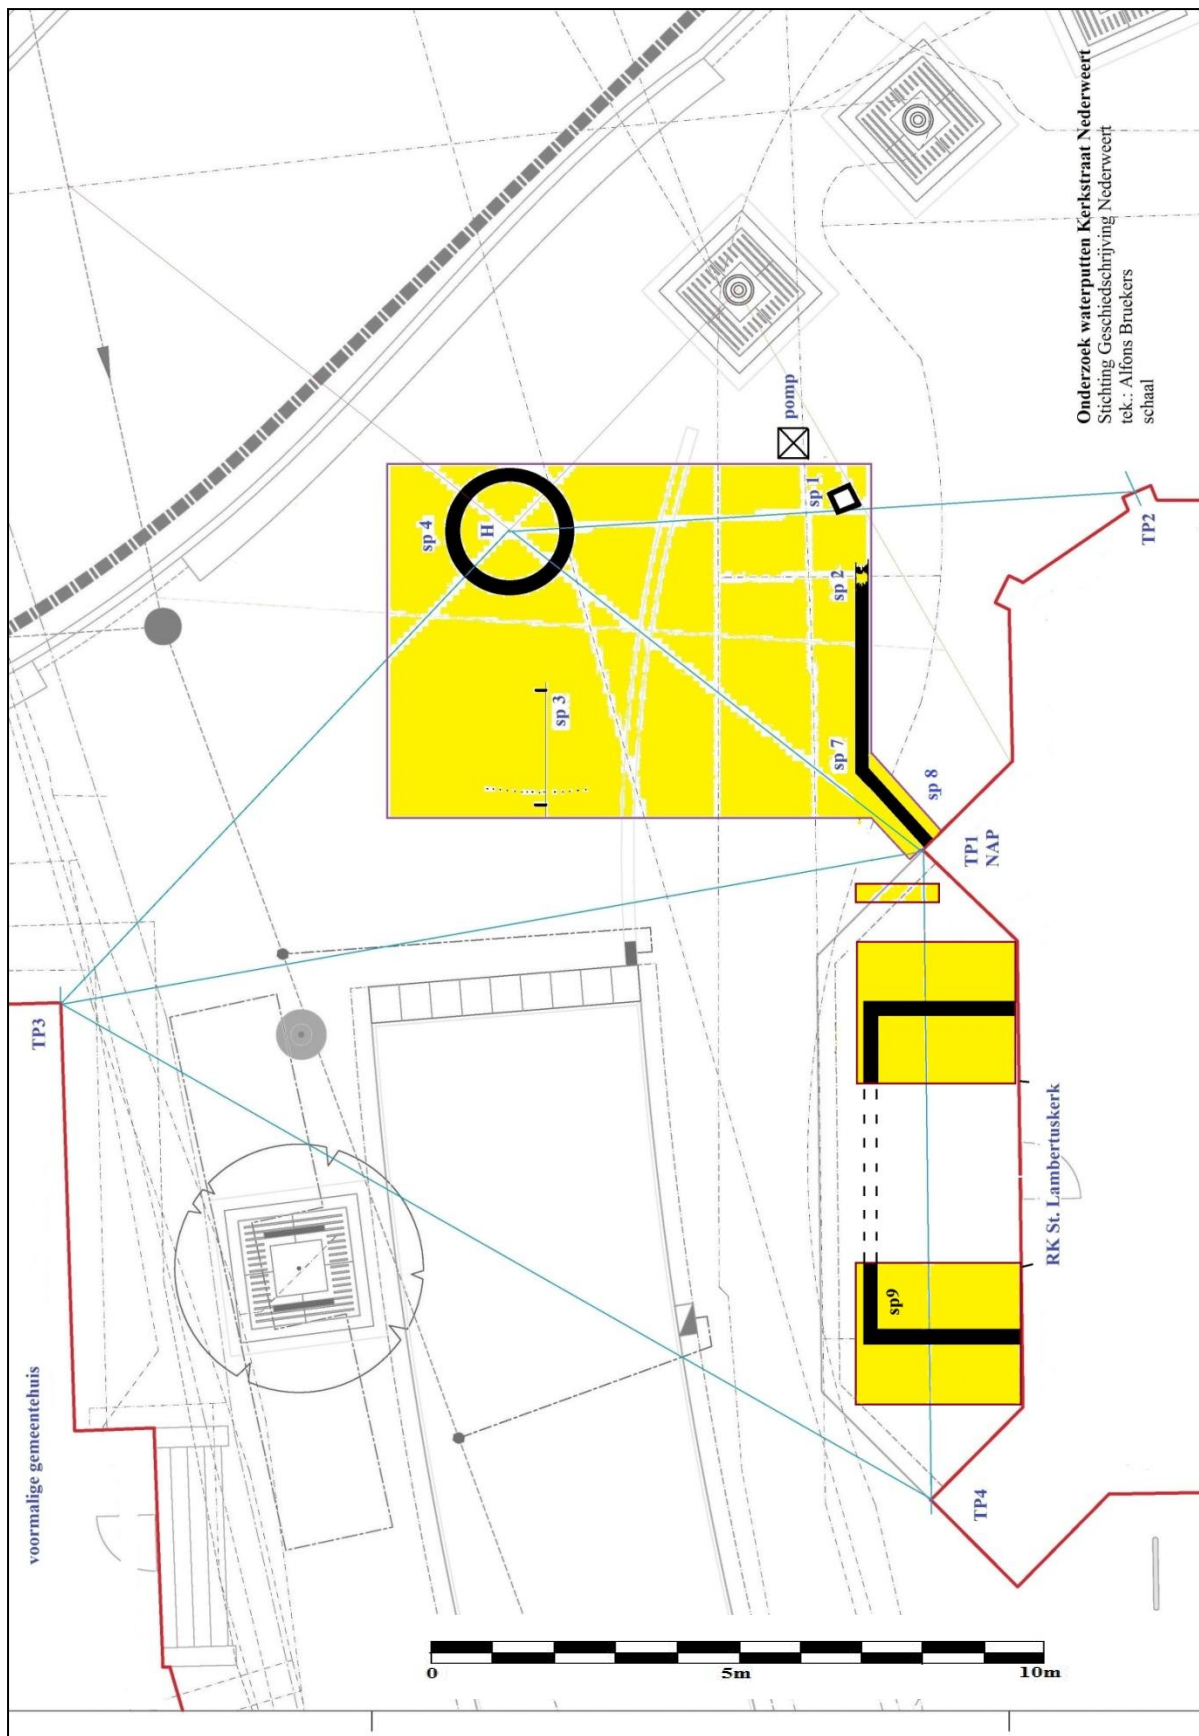 Onderzoek waterputten Kerkstraat Nederweert
Stichting Geschiedschrijving Nederweert
tek.: Alfons Bruekers
schaal
pomp
sp 4
H
sp 1
sp 2
TP2
sp 3
sp 7
sp 8
TP1
NAP
TP3
RK St. Lambertuskerk
sp9
TP4
voormalige gemeentehuis
0
5m
10m